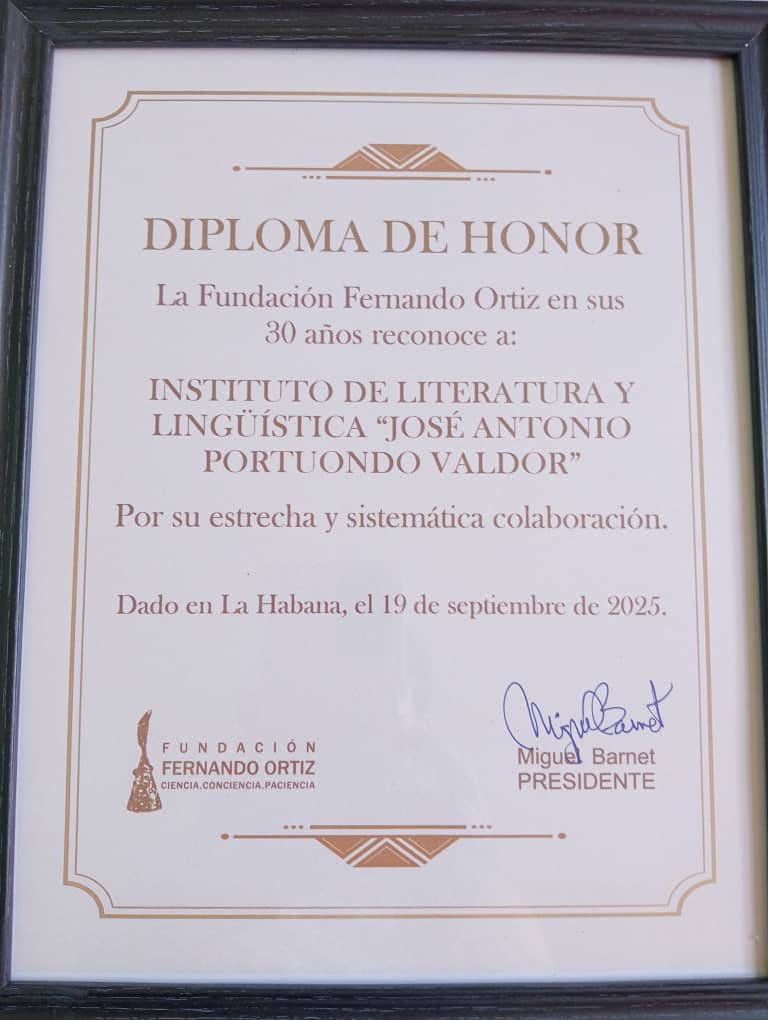 DIPLOMA DE HONOR
La Fundación Fernando Ortiz en sus
30 años reconoce a:
INSTITUTO DE LITERATURA Y
LINGÜÍSTICA “JOSÉ ANTONIO
PORTUONDO VALDOR”
Por su estrecha y sistemática colaboración.
Dado en La Habana, el 19 de septiembre de 2025.
FUNDACIÓN
FERNANDO ORTIZ
CIENCIA.CONCIENCIA.PACIENCIA
Miguel Barnet
Miguel Barnet
PRESIDENTE